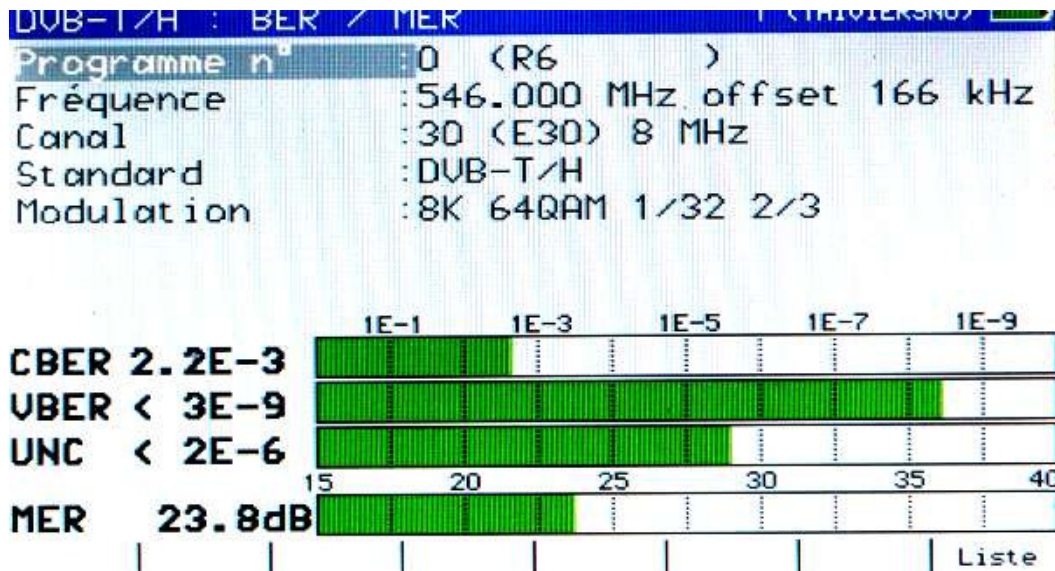 DVB-T/H : BER / MER (THIVIERSNO)
Programme n° :0 (R6 )
Fréquence :546.000 MHz offset 166 kHz
Canal :30 (E30) 8 MHz
Standard :DVB-T/H
Modulation :8K 64QAM 1/32 2/3
1E-1 1E-3 1E-5 1E-7 1E-9
CBER 2.2E-3
VBER < 3E-9
UNC < 2E-6
15 20 25 30 35 40
MER 23.8dB
Liste